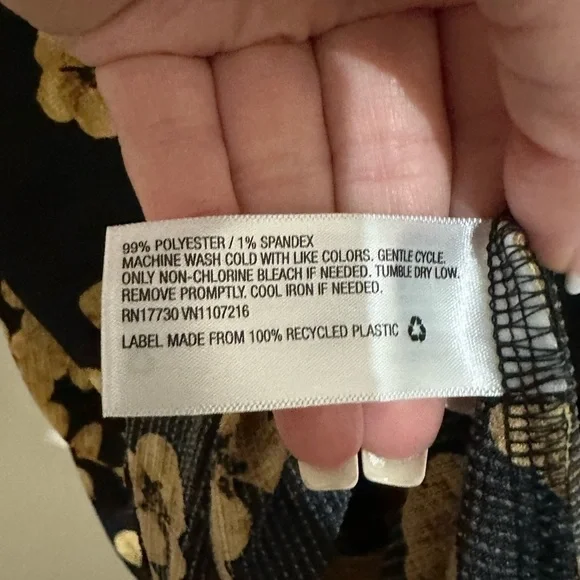 99% POLYESTER / 1% SPANDEX
MACHINE WASH COLD WITH LIKE COLORS. GENTLE CYCLE.
ONLY NON-CHLORINE BLEACH IF NEEDED. TUMBLE DRY LOW.
REMOVE PROMPTLY. COOL IRON IF NEEDED.
RN17730 VN1107216
LABEL MADE FROM 100% RECYCLED PLASTIC